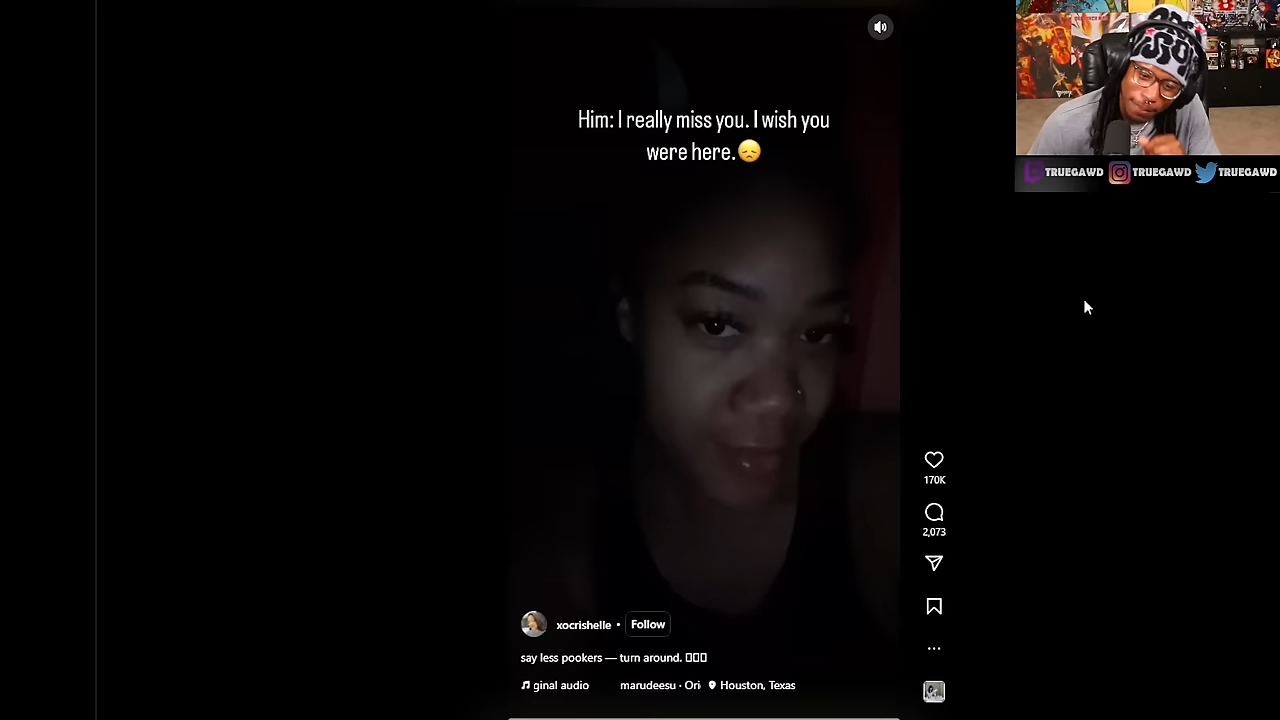 Him: I really miss you. I wish you
were here.😞
TRUEGAWD TRUEGAWD TRUEGAWD
170K
2,073
xocrishelle • Follow
say less pookers — turn around.
ginal audio marudeesu · Ori Houston, Texas